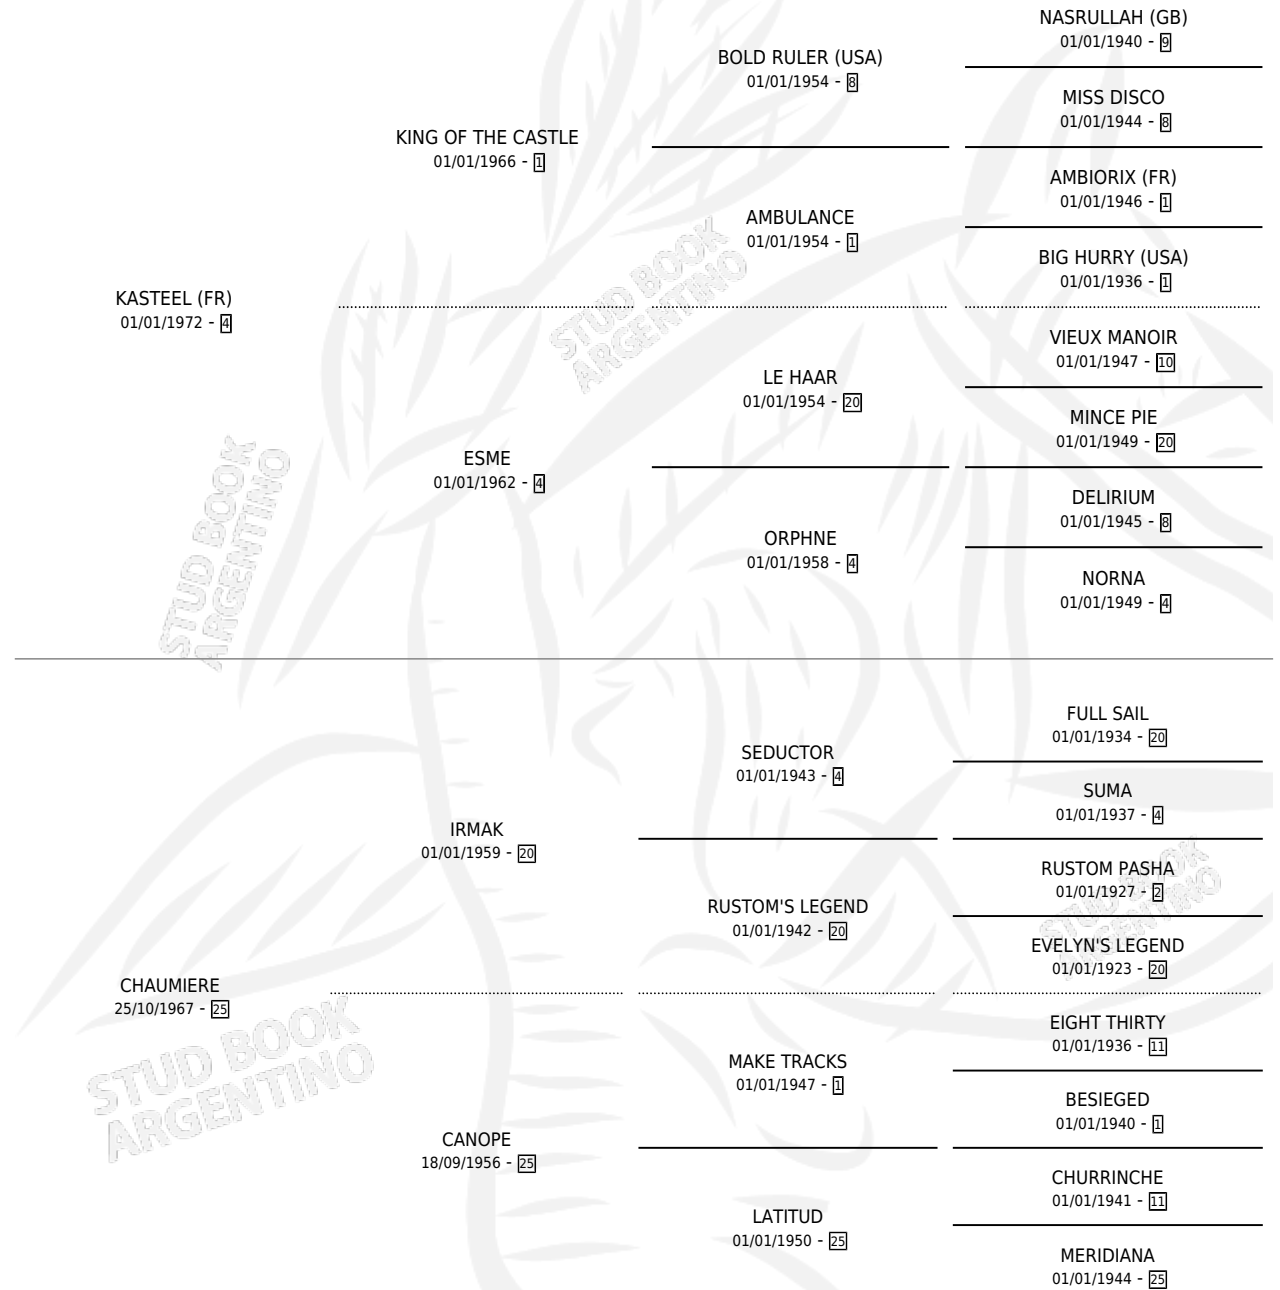 NASRULLAH (GB)
01/01/1940 - 9
BOLD RULER (USA)
01/01/1954 - 8
MISS DISCO
01/01/1944 - 8
KING OF THE CASTLE
01/01/1966 - 1
AMBIORIX (FR)
01/01/1946 - 1
AMBULANCE
01/01/1954 - 1
BIG HURRY (USA)
01/01/1936 - 1
KASTEEL (FR)
01/01/1972 - 4
VIEUX MANOIR
01/01/1947 - 10
LE HAAR
01/01/1954 - 20
MINCE PIE
01/01/1949 - 20
ESME
01/01/1962 - 4
DELIRIUM
01/01/1945 - 8
ORPHNE
01/01/1958 - 4
NORNA
01/01/1949 - 4
FULL SAIL
01/01/1934 - 20
SEDUCTOR
01/01/1943 - 4
SUMA
01/01/1937 - 4
IRMAK
01/01/1959 - 20
RUSTOM PASHA
01/01/1927 - 2
RUSTOM'S LEGEND
01/01/1942 - 20
EVELYN'S LEGEND
01/01/1923 - 20
CHAUMIERE
25/10/1967 - 25
EIGHT THIRTY
01/01/1936 - 11
MAKE TRACKS
01/01/1947 - 1
BESIEGED
01/01/1940 - 1
CANOPE
18/09/1956 - 25
CHURRINCHE
01/01/1941 - 11
LATITUD
01/01/1950 - 25
MERIDIANA
01/01/1944 - 25
STUD BOOK
ARGENTINO
STUD BOOK
ARGENTINO
STUD BOOK
ARGENTINO
STUD BOOK
ARGENTINO